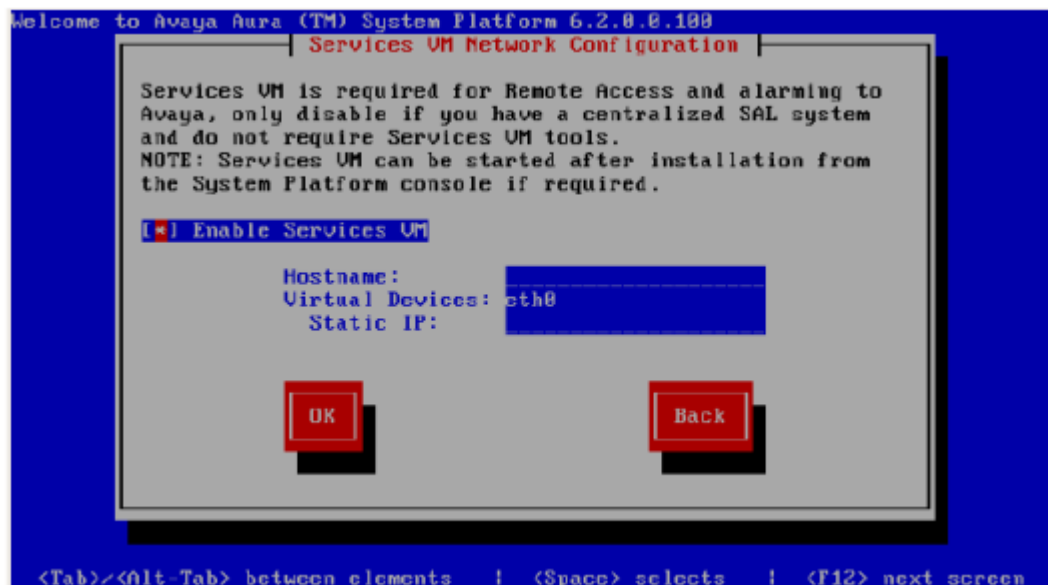 Welcome to Avaya Aura (TM) System Platform 6.2.0.0.100
Services VM Network Configuration
Services VM is required for Remote Access and alarming to
Avaya, only disable if you have a centralized SAL system
and do not require Services VM tools.
NOTE: Services VM can be started after installation from
the System Platform console if required.
[*] Enable Services VM
Hostname:
Virtual Devices: eth0
Static IP:
OK Back
<Tab>/<Alt-Tab> between elements | <Space> selects | <F12> next screen